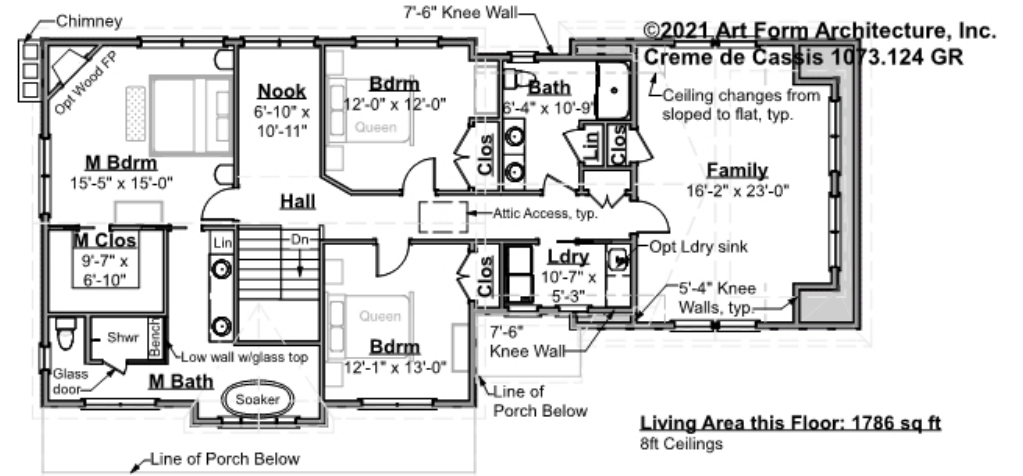 Chimney
7'-6" Knee Wall
©2021 Art Form Architecture, Inc.
Creme de Cassis 1073.124 GR
Opt Wood FP
Nook
6'-10" x
10'-11"
Bdrm
12'-0" x 12'-0"
Queen
Bath
6'-4" x 10'-9"
Ceiling changes from
sloped to flat, typ.
Clos
Lin
Clos
M Bdrm
15'-5" x 15'-0"
Family
16'-2" x 23'-0"
Hall
Attic Access, typ.
M Clos
9'-7" x
6'-10"
Lin
Dn
Clos
Ldry
10'-7" x
5'-3"
Opt Ldry sink
5'-4" Knee
Walls, typ.
Queen
Shwr
Bench
Low wall w/glass top
Glass
door
Bdrm
12'-1" x 13'-0"
7'-6"
Knee Wall
M Bath
Soaker
Line of
Porch Below
Living Area this Floor: 1786 sq ft
8ft Ceilings
Line of Porch Below